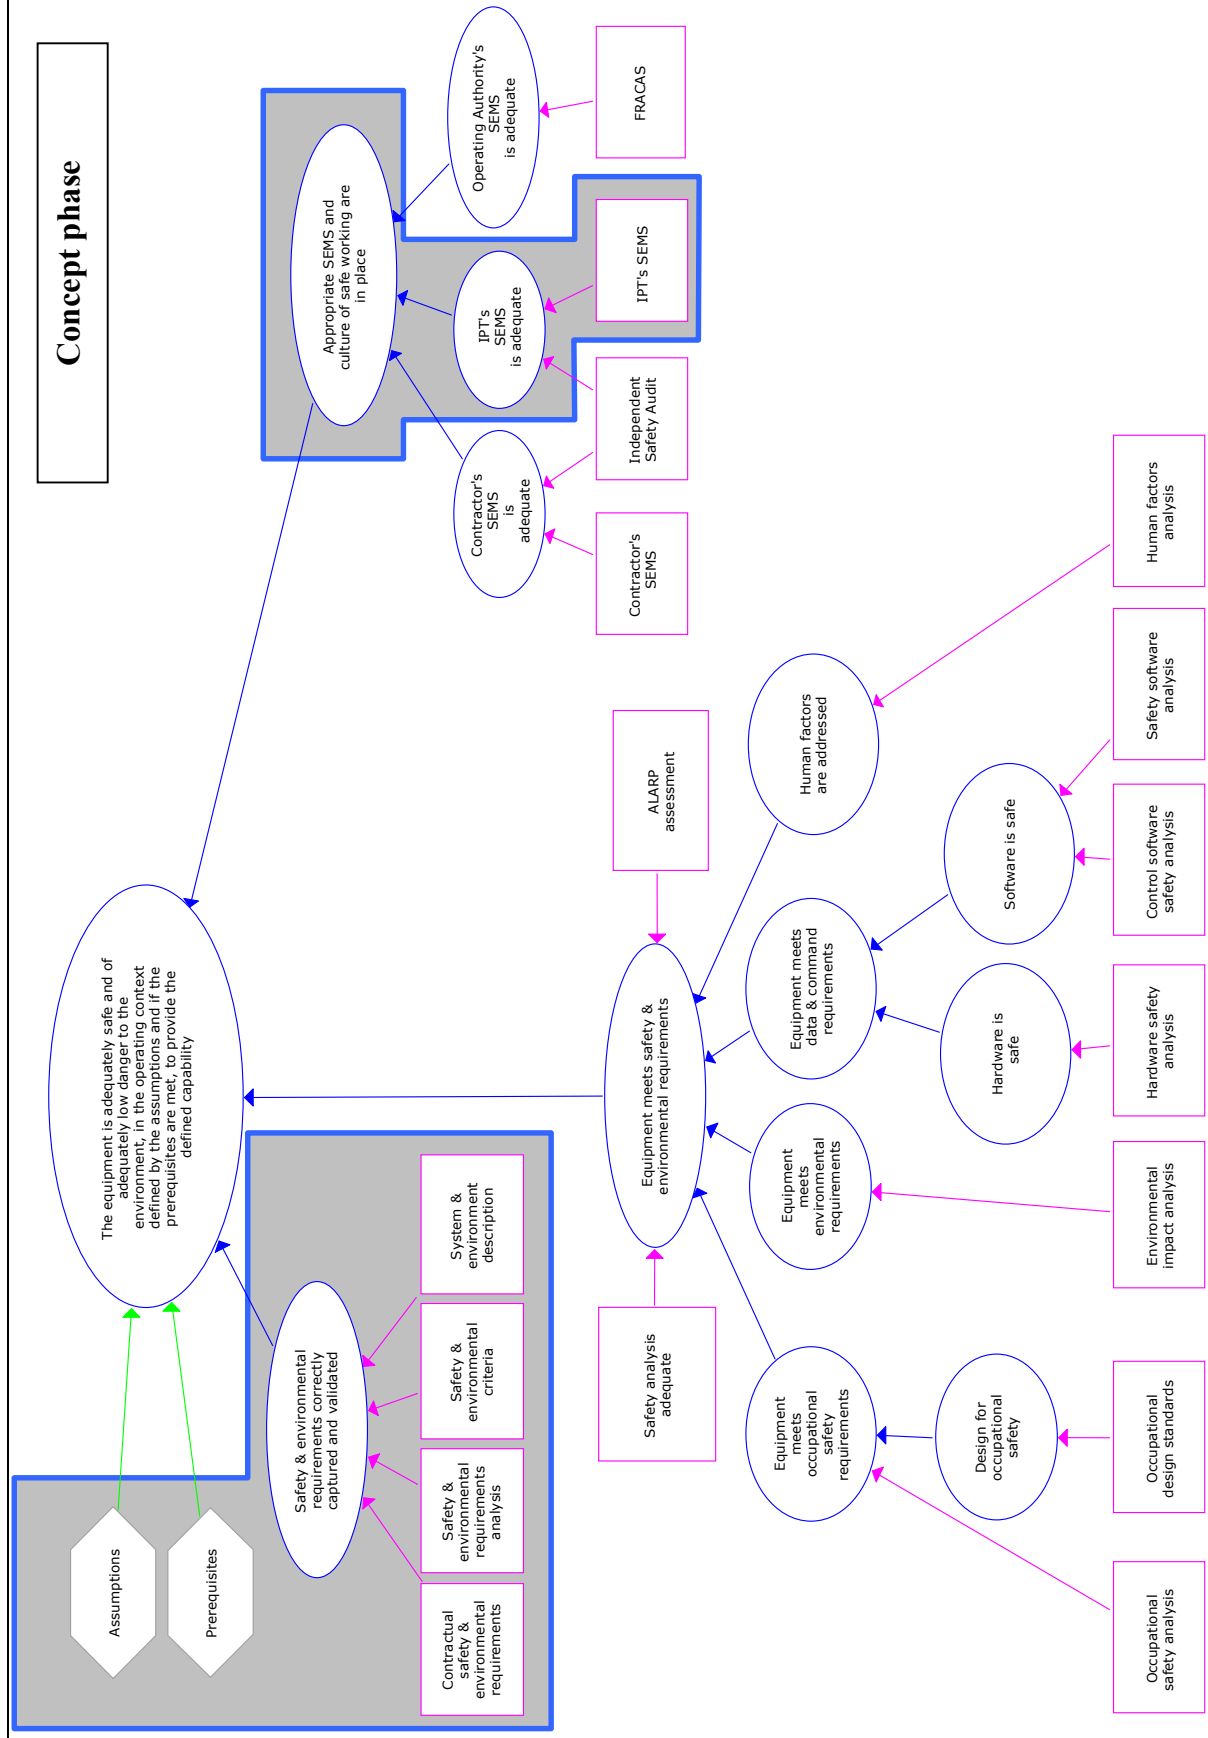 Concept phase
The equipment is adequately safe and of
adequately low danger to the
environment, in the operating context
defined by the assumptions and if the
prerequisites are met, to provide the
defined capability
Assumptions
Prerequisites
Safety & environmental
requirements correctly
captured and validated
Appropriate SEMS and
culture of safe working are
in place
Contractual
safety &
environmental
requirements
Safety &
environmental
requirements
analysis
Safety &
environmental
criteria
System &
environment
description
Contractor's
SEMS
is
adequate
IPT's
SEMS
is adequate
Operating Authority's
SEMS
is adequate
Contractor's
SEMS
Independent
Safety Audit
IPT's SEMS
FRACAS
Safety analysis
adequate
Equipment meets safety &
environmental requirements
ALARP
assessment
Equipment
meets
occupational
safety
requirements
Equipment
meets
environmental
requirements
Equipment meets
data & command
requirements
Human factors
are addressed
Design for
occupational
safety
Hardware is
safe
Software is safe
Occupational
safety analysis
Occupational
design standards
Environmental
impact analysis
Hardware safety
analysis
Control software
safety analysis
Safety software
analysis
Human factors
analysis